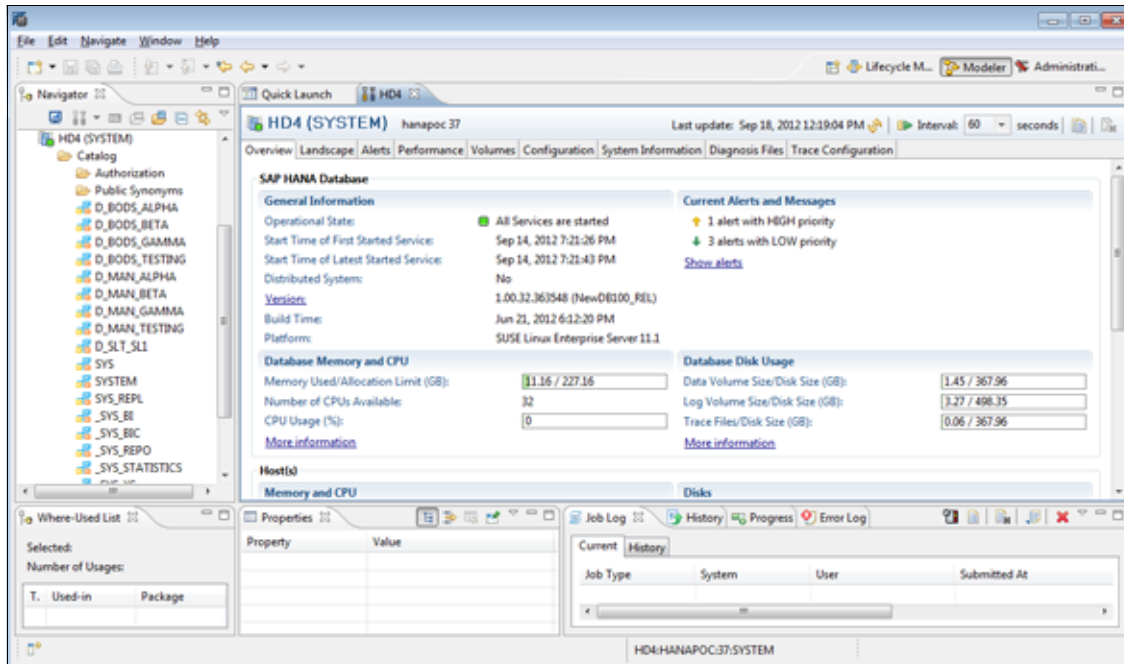 File Edit Navigate Window Help
Lifecycle M... Modeler Administrati...
Navigator
HD4 (SYSTEM)
Catalog
Authorization
Public Synonyms
D_BODS_ALPHA
D_BODS_BETA
D_BODS_GAMMA
D_BODS_TESTING
D_MAN_ALPHA
D_MAN_BETA
D_MAN_GAMMA
D_MAN_TESTING
D_SLT_SL1
SYS
SYSTEM
SYS_REPL
_SYS_BI
_SYS_BIC
_SYS_REPO
_SYS_STATISTICS
Quick Launch HD4
HD4 (SYSTEM) hanapoc 37 Last update: Sep 18, 2012 12:19:04 PM Interval: 60 seconds
Overview Landscape Alerts Performance Volumes Configuration System Information Diagnosis Files Trace Configuration
SAP HANA Database
General Information
Operational State: All Services are started
Start Time of First Started Service: Sep 14, 2012 7:21:26 PM
Start Time of Latest Started Service: Sep 14, 2012 7:21:43 PM
Distributed System: No
Version: 1.00.32.363548 (NewDB100_REL)
Build Time: Jun 21, 2012 6:12:20 PM
Platform: SUSE Linux Enterprise Server 11.1
Current Alerts and Messages
1 alert with HIGH priority
3 alerts with LOW priority
Show alerts
Database Memory and CPU
Memory Used/Allocation Limit (GB): 11.16 / 227.16
Number of CPUs Available: 32
CPU Usage (%): 0
More information
Database Disk Usage
Data Volume Size/Disk Size (GB): 1.45 / 367.96
Log Volume Size/Disk Size (GB): 3.27 / 498.35
Trace Files/Disk Size (GB): 0.06 / 367.96
More information
Host(s)
Memory and CPU Disks
Where-Used List
Selected:
Number of Usages:
T. Used-in Package
Properties
Property Value
Job Log History Progress Error Log
Current History
Job Type System User Submitted At
HD4:HANAPOC:37:SYSTEM